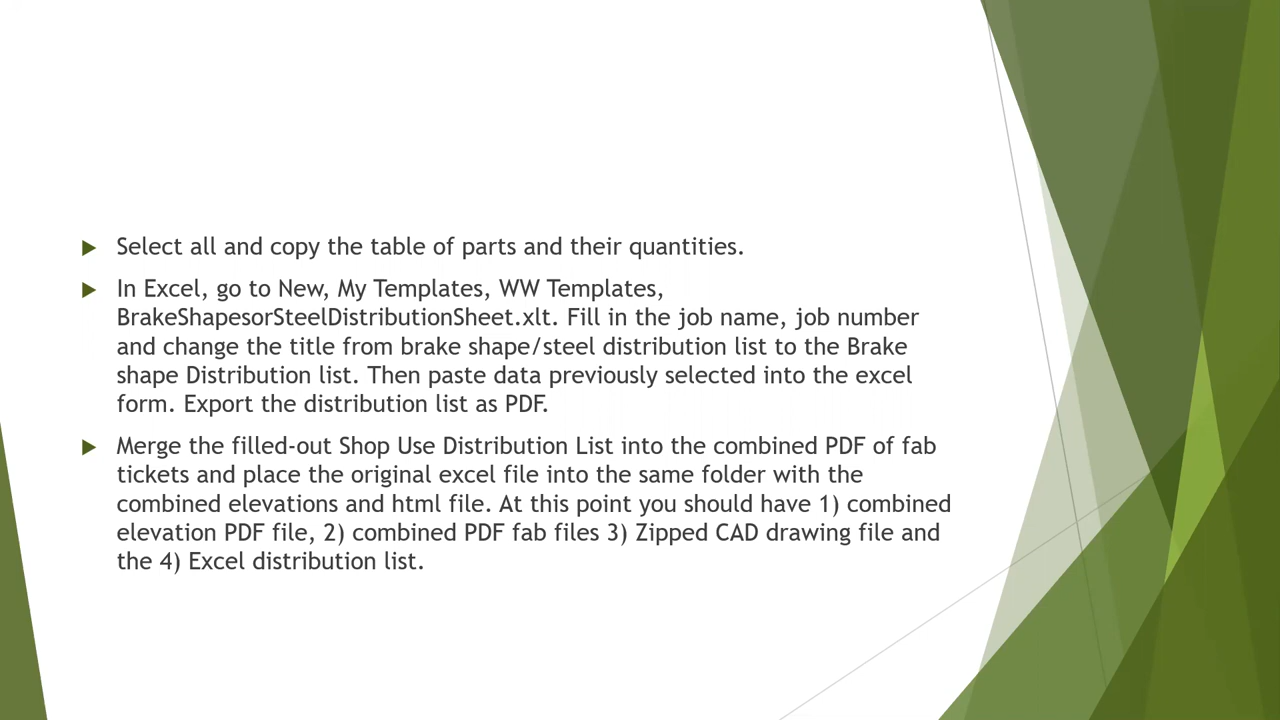 Select all and copy the table of parts and their quantities.
In Excel, go to New, My Templates, WW Templates,
BrakeShapesorSteelDistributionSheet.xlt. Fill in the job name, job number
and change the title from brake shape/steel distribution list to the Brake
shape Distribution list. Then paste data previously selected into the excel
form. Export the distribution list as PDF.
Merge the filled-out Shop Use Distribution List into the combined PDF of fab
tickets and place the original excel file into the same folder with the
combined elevations and html file. At this point you should have 1) combined
elevation PDF file, 2) combined PDF fab files 3) Zipped CAD drawing file and
the 4) Excel distribution list.